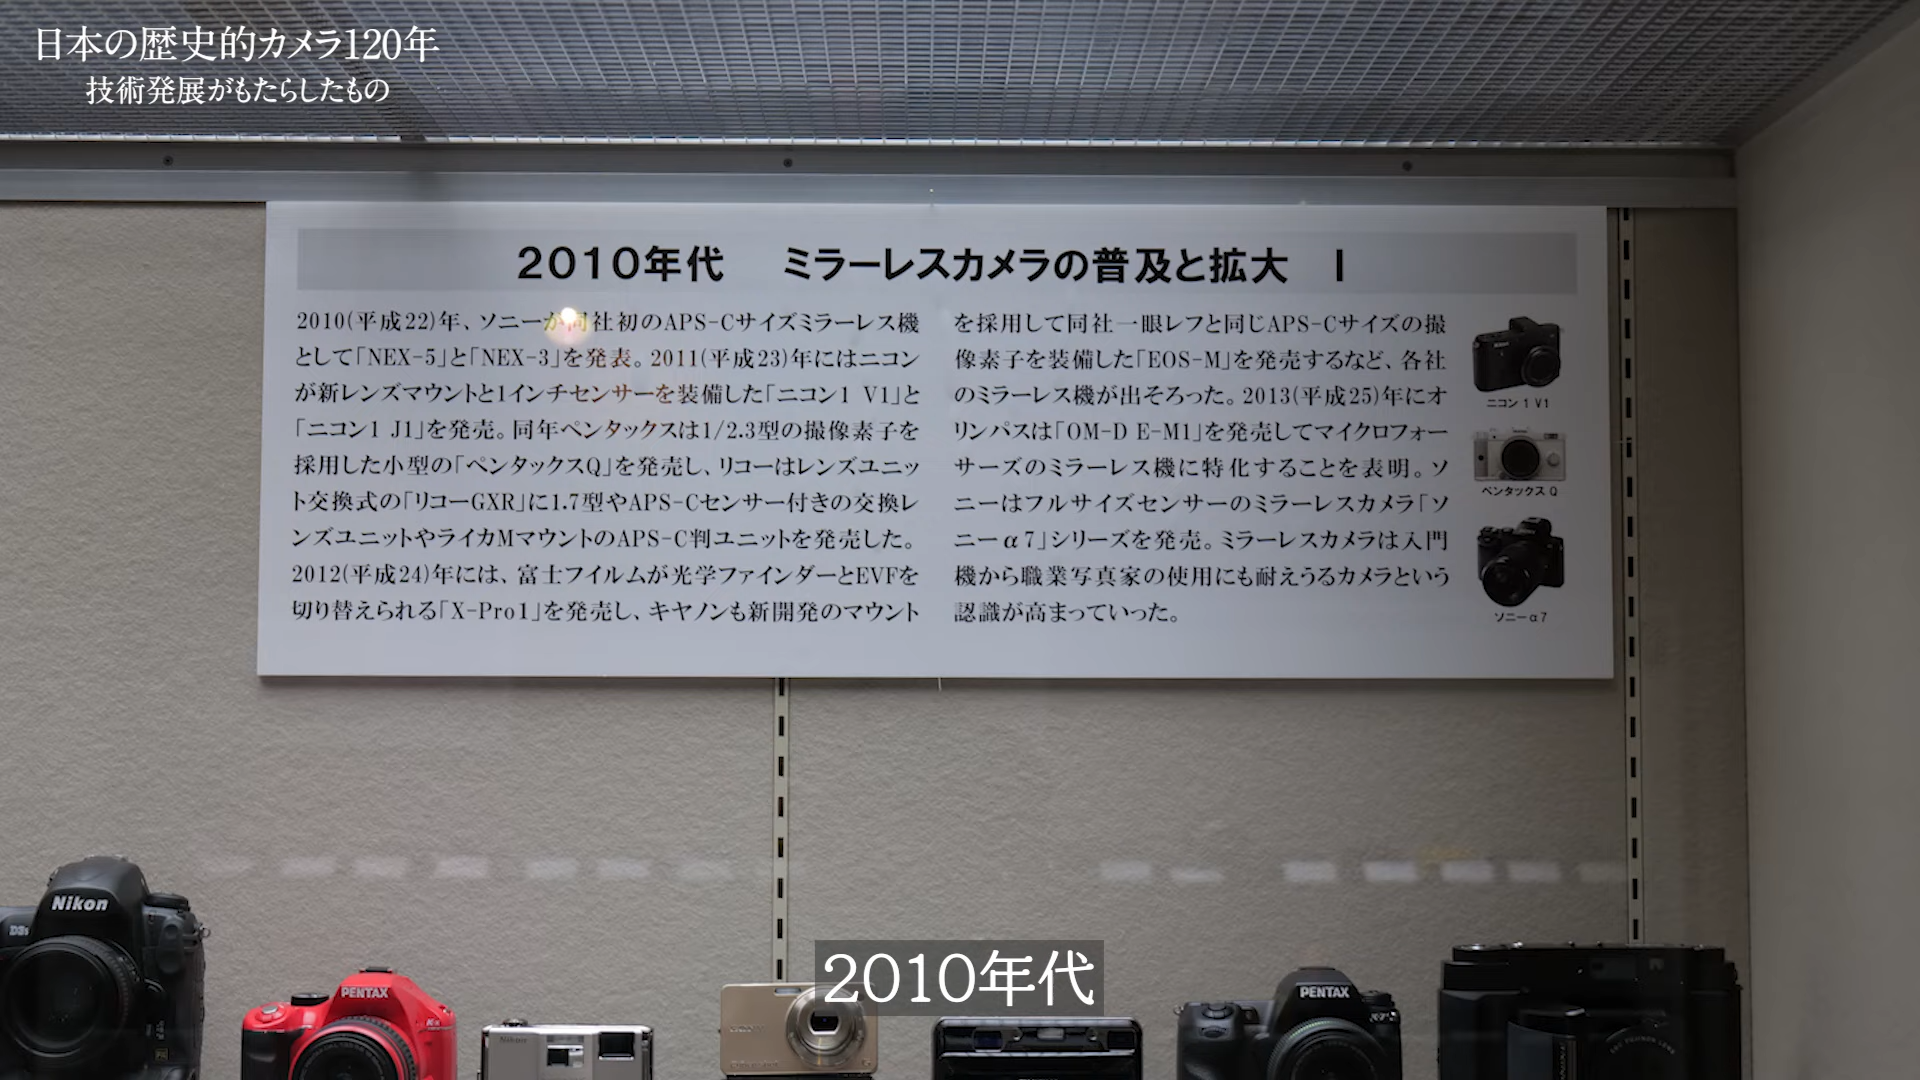 日本の歴史的カメラ120年
技術発展がもたらしたもの
2010年代 ミラーレスカメラの普及と拡大 I
2010(平成22)年、ソニーが同社初のAPS-Cサイズミラーレス機
として「NEX-5」と「NEX-3」を発表。2011(平成23)年にはニコン
が新レンズマウントと1インチセンサーを装備した「ニコン1 V1」と
「ニコン1 J1」を発売。同年ペンタックスは1/2.3型の撮像素子を
採用した小型の「ペンタックスQ」を発売し、リコーはレンズユニッ
ト交換式の「リコーGXR」に1.7型やAPS-Cセンサー付きの交換レ
ンズユニットやライカMマウントのAPS-C判ユニットを発売した。
2012(平成24)年には、富士フイルムが光学ファインダーとEVFを
切り替えられる「X-Pro1」を発売し、キヤノンも新開発のマウント
を採用して同社一眼レフと同じAPS-Cサイズの撮
像素子を装備した「EOS-M」を発売するなど、各社
のミラーレス機が出そろった。2013(平成25)年にオ
リンパスは「OM-D E-M1」を発売してマイクロフォー
サーズのミラーレス機に特化することを表明。ソ
ニーはフルサイズセンサーのミラーレスカメラ「ソ
ニーα7」シリーズを発売。ミラーレスカメラは入門
機から職業写真家の使用にも耐えうるカメラという
認識が高まっていった。
ニコン 1 V1
ペンタックス Q
ソニーα7
Nikon
D3s
PENTAX
K-x
Nikon
PENTAX
K-7
2010年代